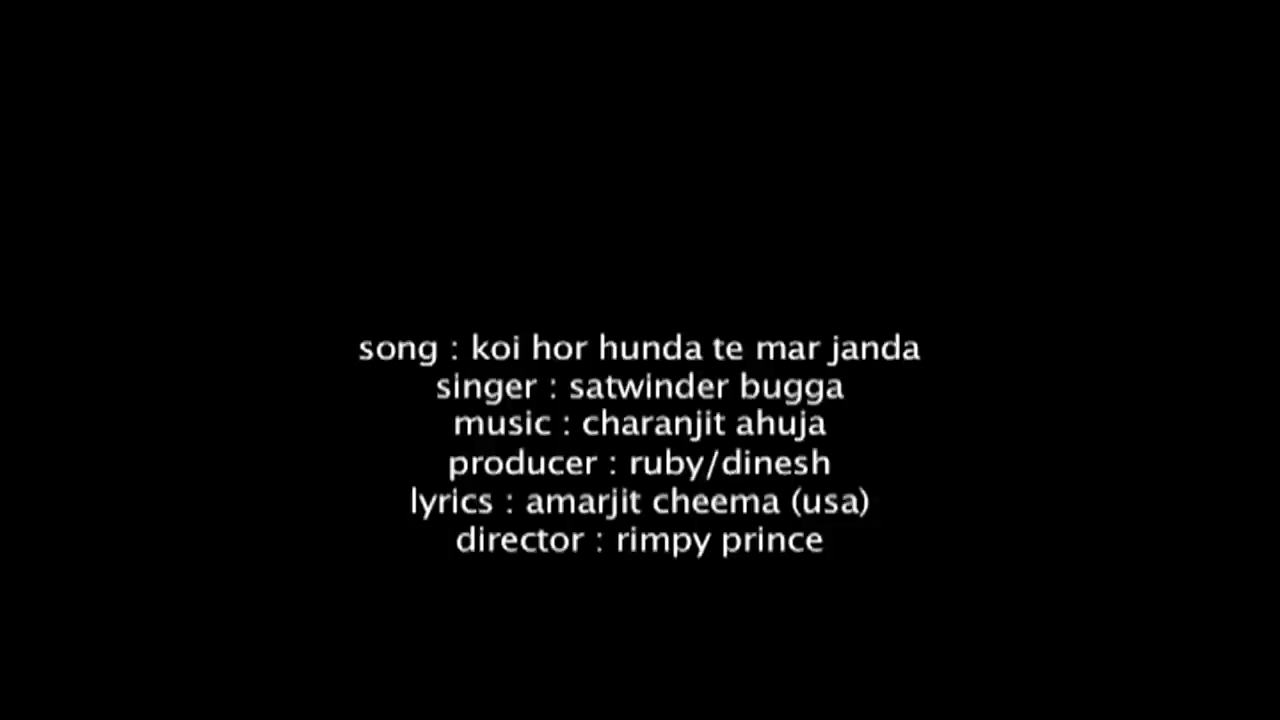 song : koi hor hunda te mar janda
singer : satwinder bugga
music : charanjit ahuja
producer : ruby/dinesh
lyrics : amarjit cheema (usa)
director : rimpy prince